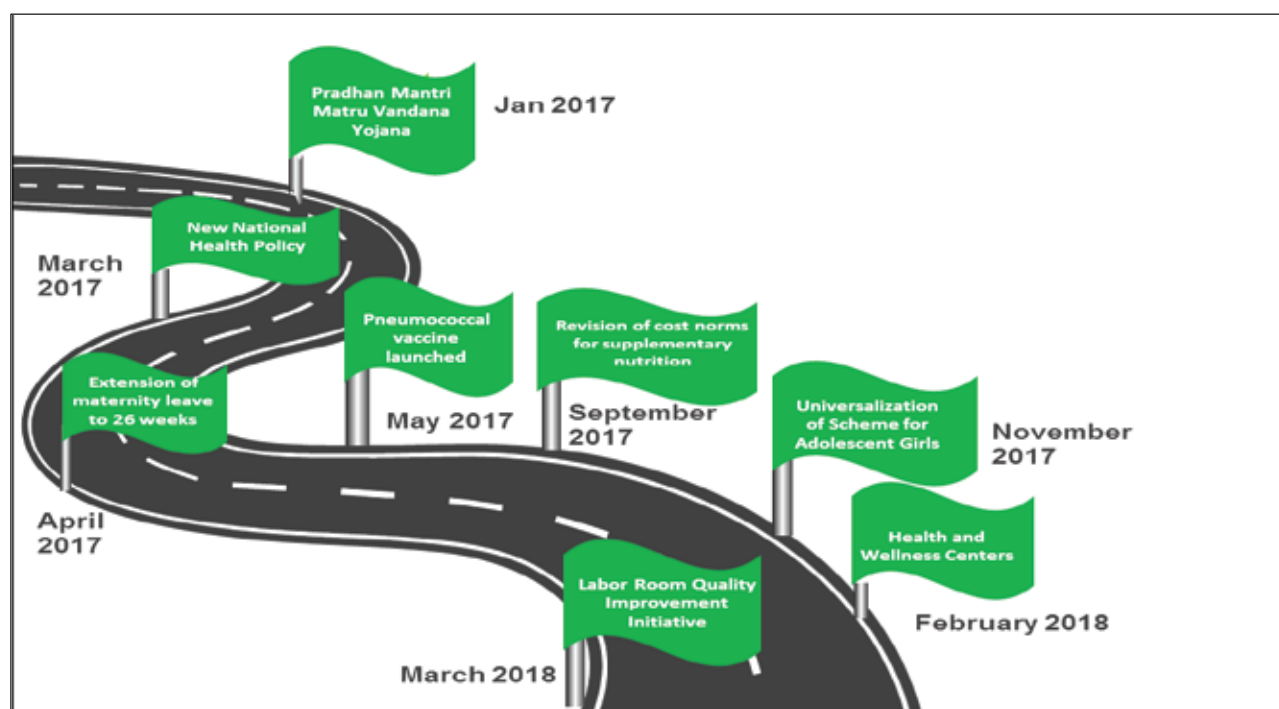 Pradhan Mantri
Matru Vandana
Yojana
Jan 2017
New National
Health Policy
March
2017
Extension of
maternity leave
to 26 weeks
April
2017
Pneumococcal
vaccine
launched
May 2017
Revision of cost norms
for supplementary
nutrition
September
2017
Universalization
of Scheme for
Adolescent Girls
November
2017
Health and
Wellness Centers
February 2018
Labor Room Quality
Improvement
Initiative
March 2018